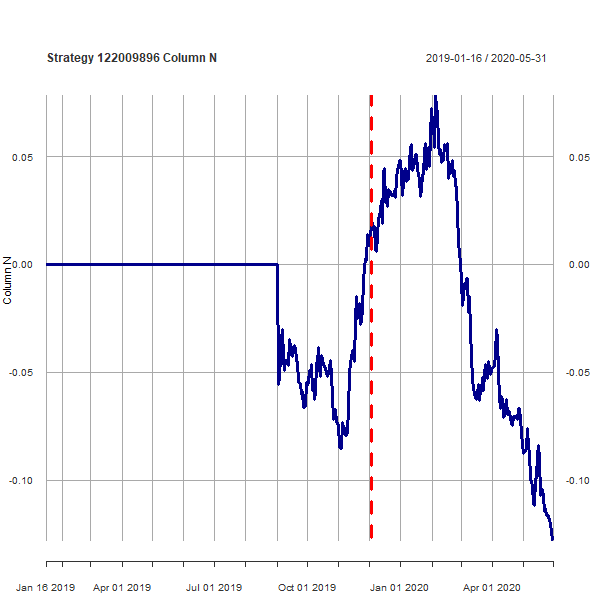 Strategy 122009896 Column N
2019-01-16 / 2020-05-31
0.05
0.05
0.00
0.00
Column N
-0.05
-0.05
-0.10
-0.10
Jan 16 2019
Apr 01 2019
Jul 01 2019
Oct 01 2019
Jan 01 2020
Apr 01 2020